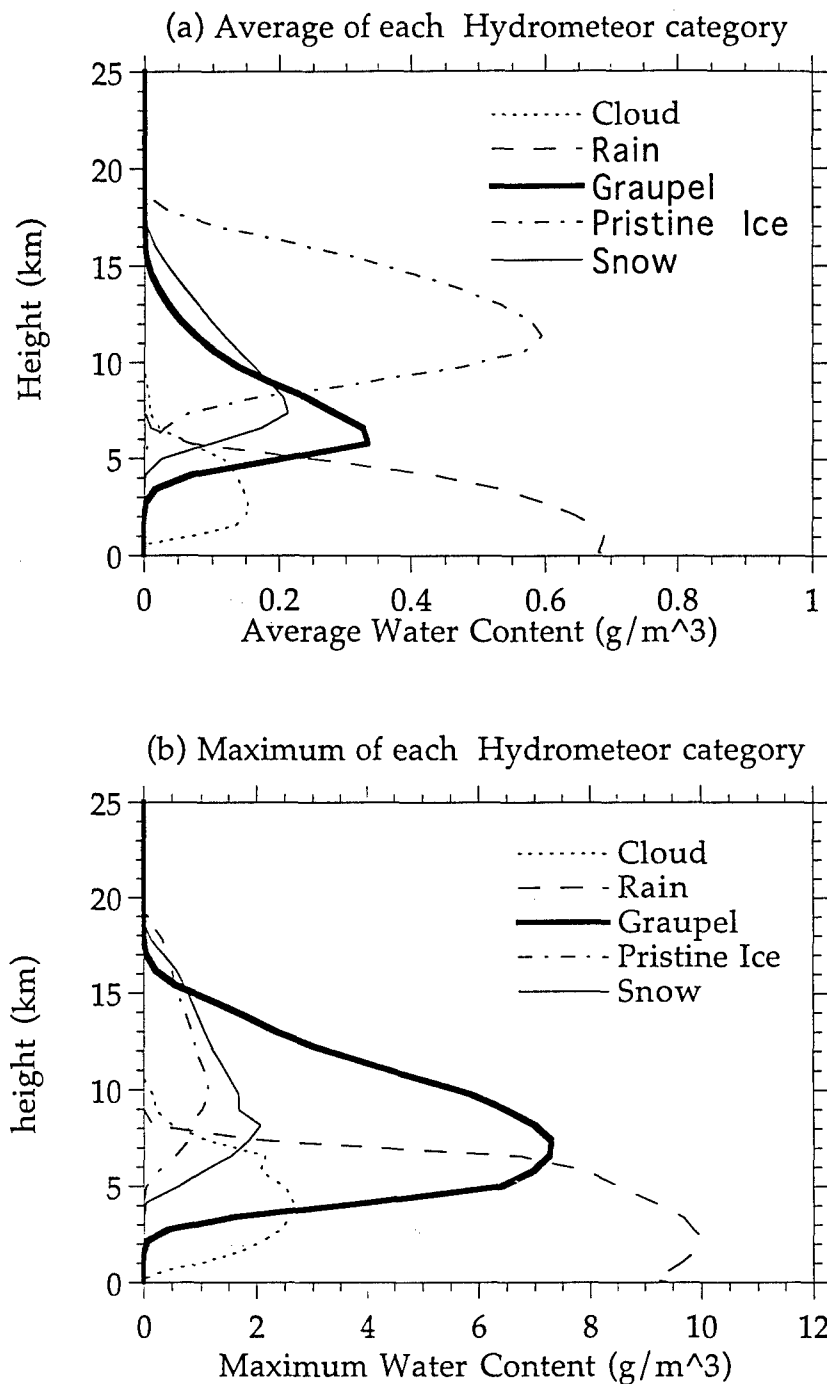 (a) Average of each Hydrometeor category
25
20
15
10
5
0
Height (km)
Cloud
Rain
Graupel
Pristine Ice
Snow
0 0.2 0.4 0.6 0.8 1
Average Water Content (g/m^3)
(b) Maximum of each Hydrometeor category
25
20
15
10
5
0
height (km)
Cloud
Rain
Graupel
Pristine Ice
Snow
0 2 4 6 8 10 12
Maximum Water Content (g/m^3)